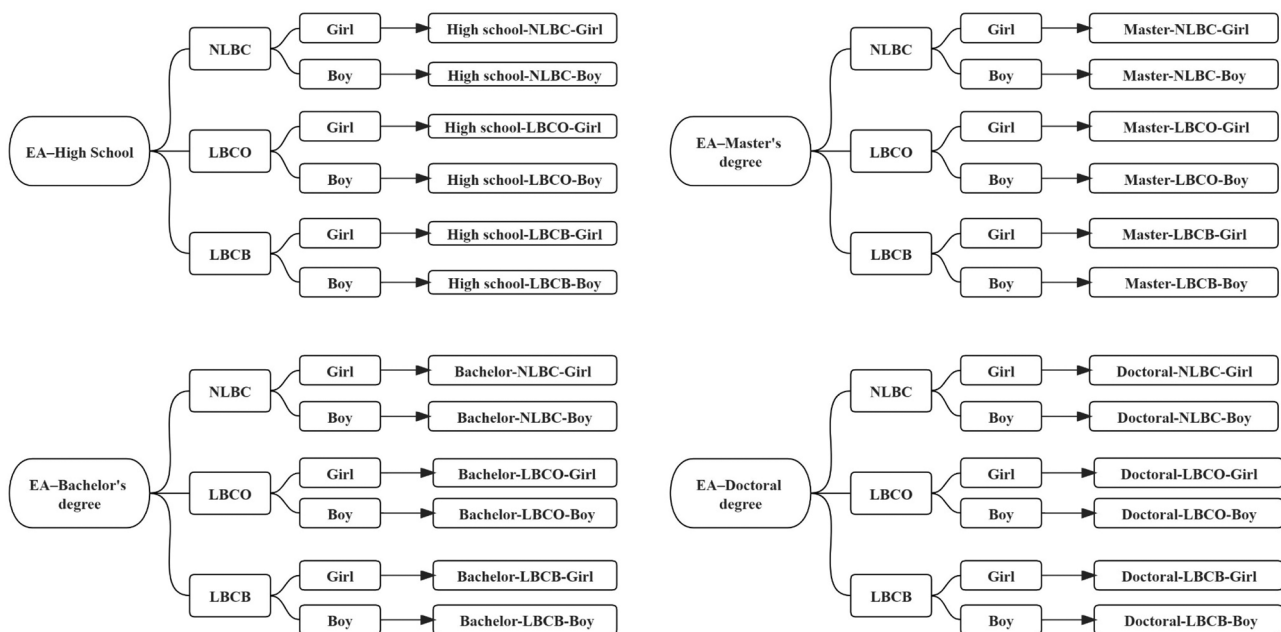 EA–High School
NLBC
Girl
High school-NLBC-Girl
Boy
High school-NLBC-Boy
LBCO
Girl
High school-LBCO-Girl
Boy
High school-LBCO-Boy
LBCB
Girl
High school-LBCB-Girl
Boy
High school-LBCB-Boy
EA–Master's
degree
NLBC
Girl
Master-NLBC-Girl
Boy
Master-NLBC-Boy
LBCO
Girl
Master-LBCO-Girl
Boy
Master-LBCO-Boy
LBCB
Girl
Master-LBCB-Girl
Boy
Master-LBCB-Boy
EA–Bachelor's
degree
NLBC
Girl
Bachelor-NLBC-Girl
Boy
Bachelor-NLBC-Boy
LBCO
Girl
Bachelor-LBCO-Girl
Boy
Bachelor-LBCO-Boy
LBCB
Girl
Bachelor-LBCB-Girl
Boy
Bachelor-LBCB-Boy
EA–Doctoral
degree
NLBC
Girl
Doctoral-NLBC-Girl
Boy
Doctoral-NLBC-Boy
LBCO
Girl
Doctoral-LBCO-Girl
Boy
Doctoral-LBCO-Boy
LBCB
Girl
Doctoral-LBCB-Girl
Boy
Doctoral-LBCB-Boy